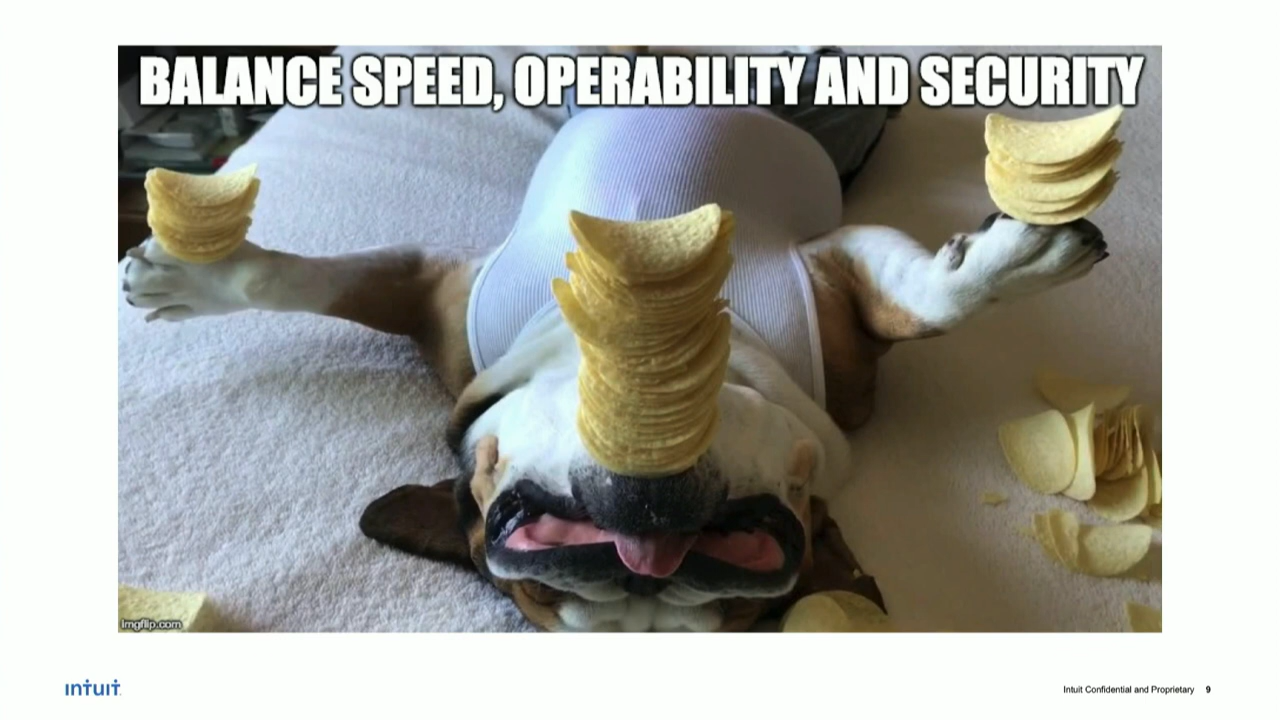 BALANCE SPEED, OPERABILITY AND SECURITY
imgflip.com
intuit
Intuit Confidential and Proprietary 9